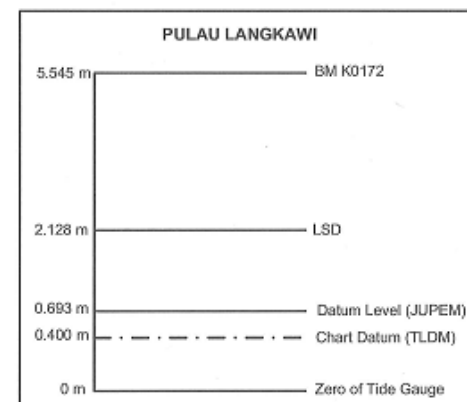 PULAU LANGKAWI
5.545 m BM K0172
2.128 m LSD
0.693 m Datum Level (JUPEM)
0.400 m Chart Datum (TLDM)
0 m Zero of Tide Gauge